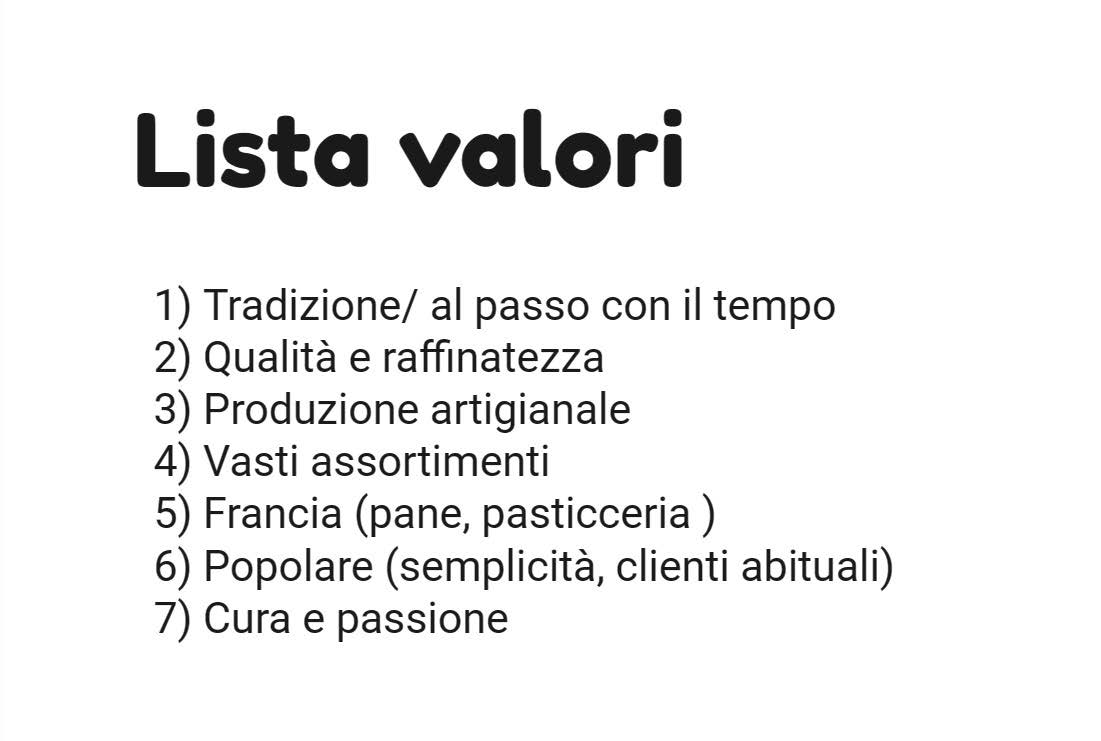 Lista valori
1) Tradizione/ al passo con il tempo
2) Qualità e raffinatezza
3) Produzione artigianale
4) Vasti assortimenti
5) Francia (pane, pasticceria )
6) Popolare (semplicità, clienti abituali)
7) Cura e passione